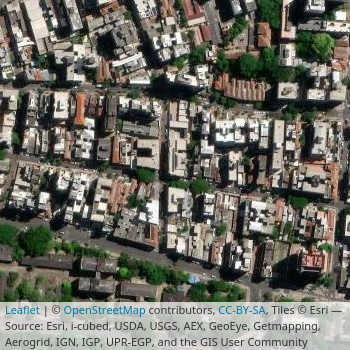 Leaflet | © OpenStreetMap contributors, CC-BY-SA, Tiles © Esri —
Source: Esri, i-cubed, USDA, USGS, AEX, GeoEye, Getmapping,
Aerogrid, IGN, IGP, UPR-EGP, and the GIS User Community